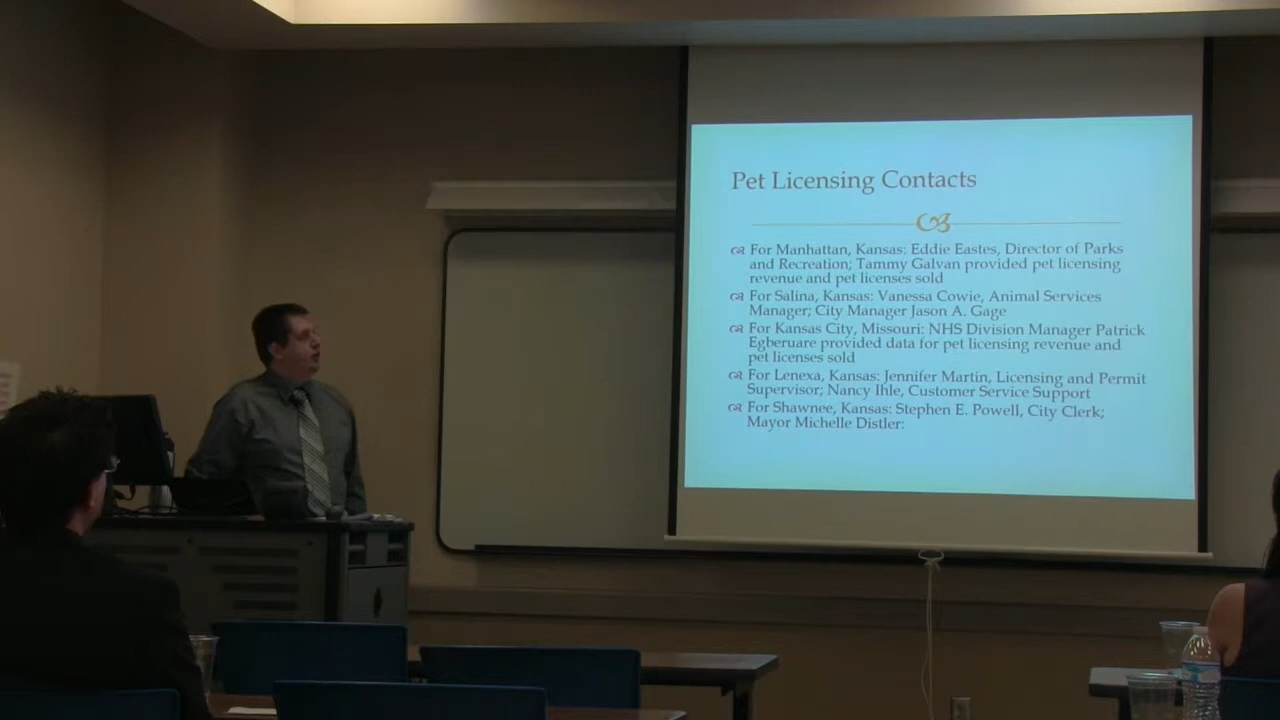 Pet Licensing Contacts
For Manhattan, Kansas: Eddie Eastes, Director of Parks
and Recreation; Tammy Galvan provided pet licensing
revenue and pet licenses sold
For Salina, Kansas: Vanessa Cowie, Animal Services
Manager; City Manager Jason A. Gage
For Kansas City, Missouri: NHS Division Manager Patrick
Egberuare provided data for pet licensing revenue and
pet licenses sold
For Lenexa, Kansas: Jennifer Martin, Licensing and Permit
Supervisor; Nancy Ihle, Customer Service Support
For Shawnee, Kansas: Stephen E. Powell, City Clerk;
Mayor Michelle Distler: